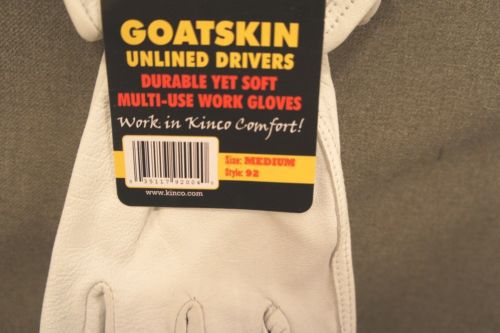 GOATSKIN
UNLINED DRIVERS
DURABLE YET SOFT
MULTI-USE WORK GLOVES
Work in Kinco Comfort!
Size: MEDIUM
Style: 92
www.kinco.com